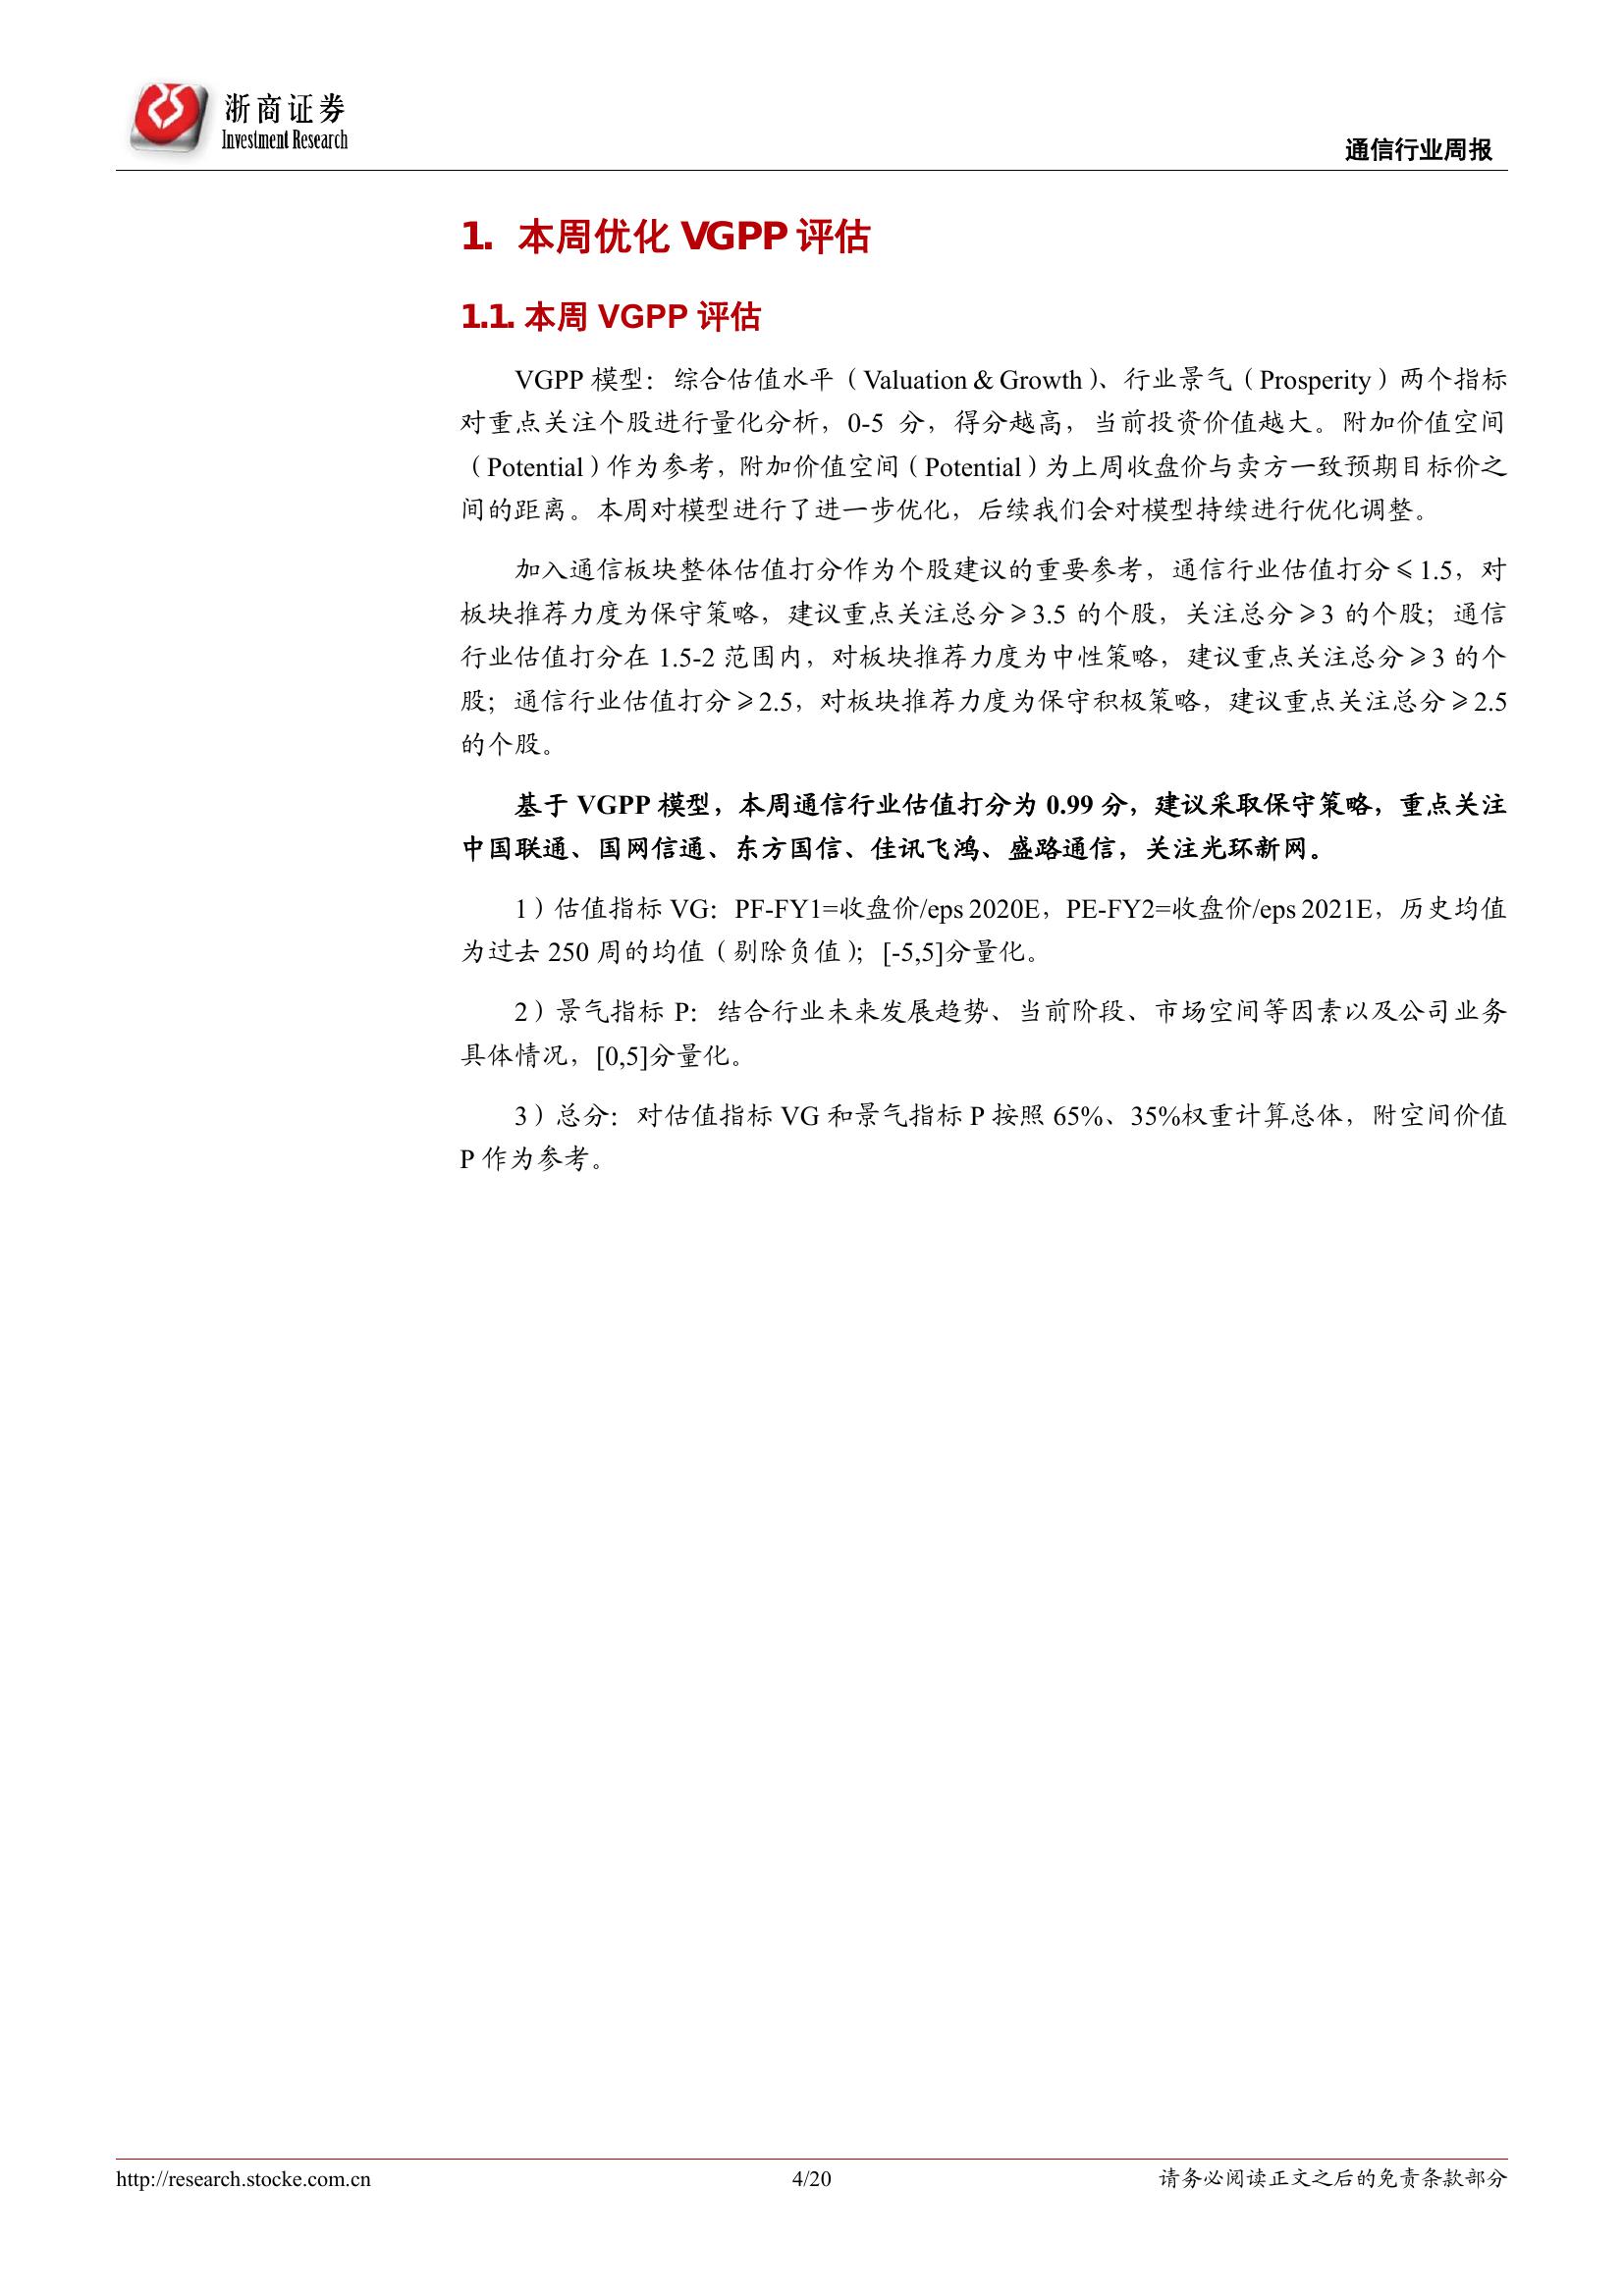 浙商证券
Investment Research
通信行业周报
1. 本周优化 VGPP 评估
1.1. 本周 VGPP 评估
VGPP 模型：综合估值水平（Valuation & Growth）、行业景气（Prosperity）两个指标
对重点关注个股进行量化分析，0-5 分，得分越高，当前投资价值越大。附加价值空间
（Potential）作为参考，附加价值空间（Potential）为上周收盘价与卖方一致预期目标价之
间的距离。本周对模型进行了进一步优化，后续我们会对模型持续进行优化调整。
加入通信板块整体估值打分作为个股建议的重要参考，通信行业估值打分≤1.5，对
板块推荐力度为保守策略，建议重点关注总分≥3.5 的个股，关注总分≥3 的个股；通信
行业估值打分在 1.5-2 范围内，对板块推荐力度为中性策略，建议重点关注总分≥3 的个
股；通信行业估值打分≥2.5，对板块推荐力度为保守积极策略，建议重点关注总分≥2.5
的个股。
基于 VGPP 模型，本周通信行业估值打分为 0.99 分，建议采取保守策略，重点关注
中国联通、国网信通、东方国信、佳讯飞鸿、盛路通信，关注光环新网。
1）估值指标 VG：PF-FY1=收盘价/eps 2020E，PE-FY2=收盘价/eps 2021E，历史均值
为过去 250 周的均值（剔除负值）；[-5,5]分量化。
2）景气指标 P：结合行业未来发展趋势、当前阶段、市场空间等因素以及公司业务
具体情况，[0,5]分量化。
3）总分：对估值指标 VG 和景气指标 P 按照 65%、35%权重计算总体，附空间价值
P 作为参考。
http://research.stocke.com.cn
4/20
请务必阅读正文之后的免责条款部分